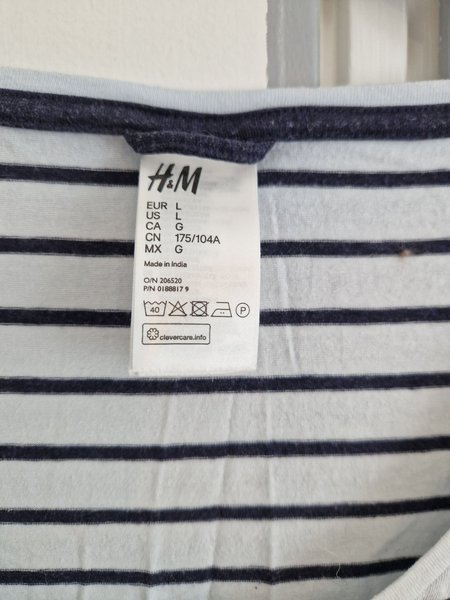 H&M
EUR L
US L
CA G
CN 175/104A
MX G
Made in India
O/N 206520
P/N 0188817 9
40 P
clevercare.info